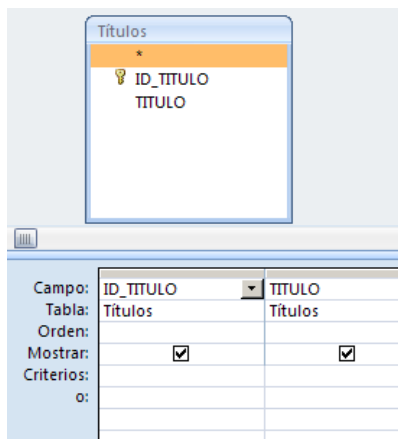 Títulos
*
ID_TITULO
TITULO
Campo: ID_TITULO TITULO
Tabla: Títulos Títulos
Orden:
Mostrar:
Criterios:
o: